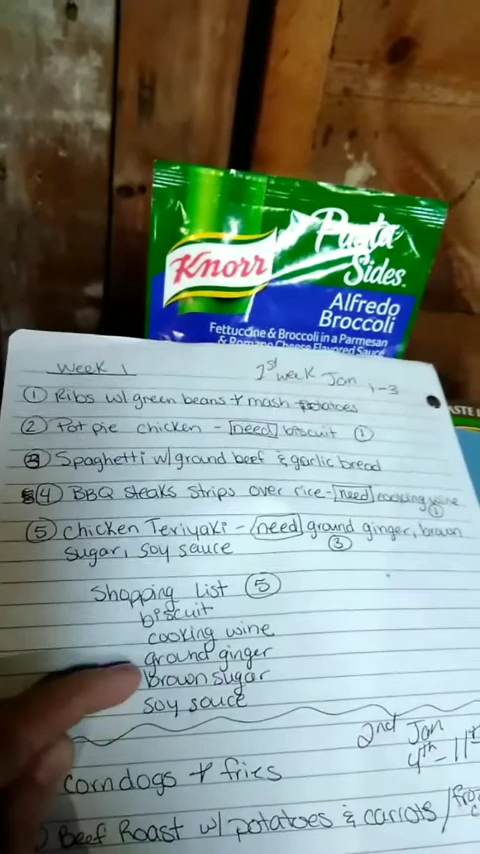 Knorr
Pasta
Sides
Alfredo
Broccoli
Fettuccine & Broccoli in a Parmesan
& Romano Cheese Flavored Sauce
Week 1
1st week Jan 1-3
① Ribs w/ green beans & mash potatoes
② Pot pie chicken - need biscuit ①
③ Spaghetti w/ ground beef & garlic bread
④ BBQ steaks strips over rice - need cooking wine
①
⑤ Chicken Teriyaki - need ground ginger, brown
sugar, soy sauce ③
Shopping List ⑤
biscuit
cooking wine
ground ginger
Brown sugar
soy sauce
2nd Jan
4th - 11th
corndogs & fries
Beef Roast w/ potatoes & carrots /